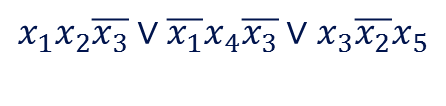 x₁x₂x̅₃ ∨ x̅₁x₄x̅₃ ∨ x₃x̅₂x₅